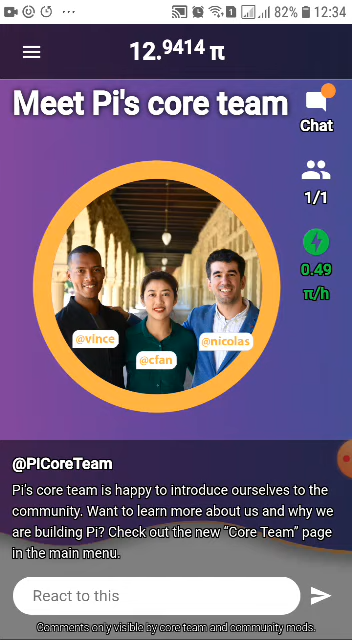 82% 12:34
12.9414 π
Meet Pi's core team
Chat
1/1
0.49
π/h
@vince
@cfan
@nicolas
@PiCoreTeam
Pi's core team is happy to introduce ourselves to the
community. Want to learn more about us and why we
are building Pi? Check out the new “Core Team” page
in the main menu.
React to this
Comments only visible by core team and community mods.